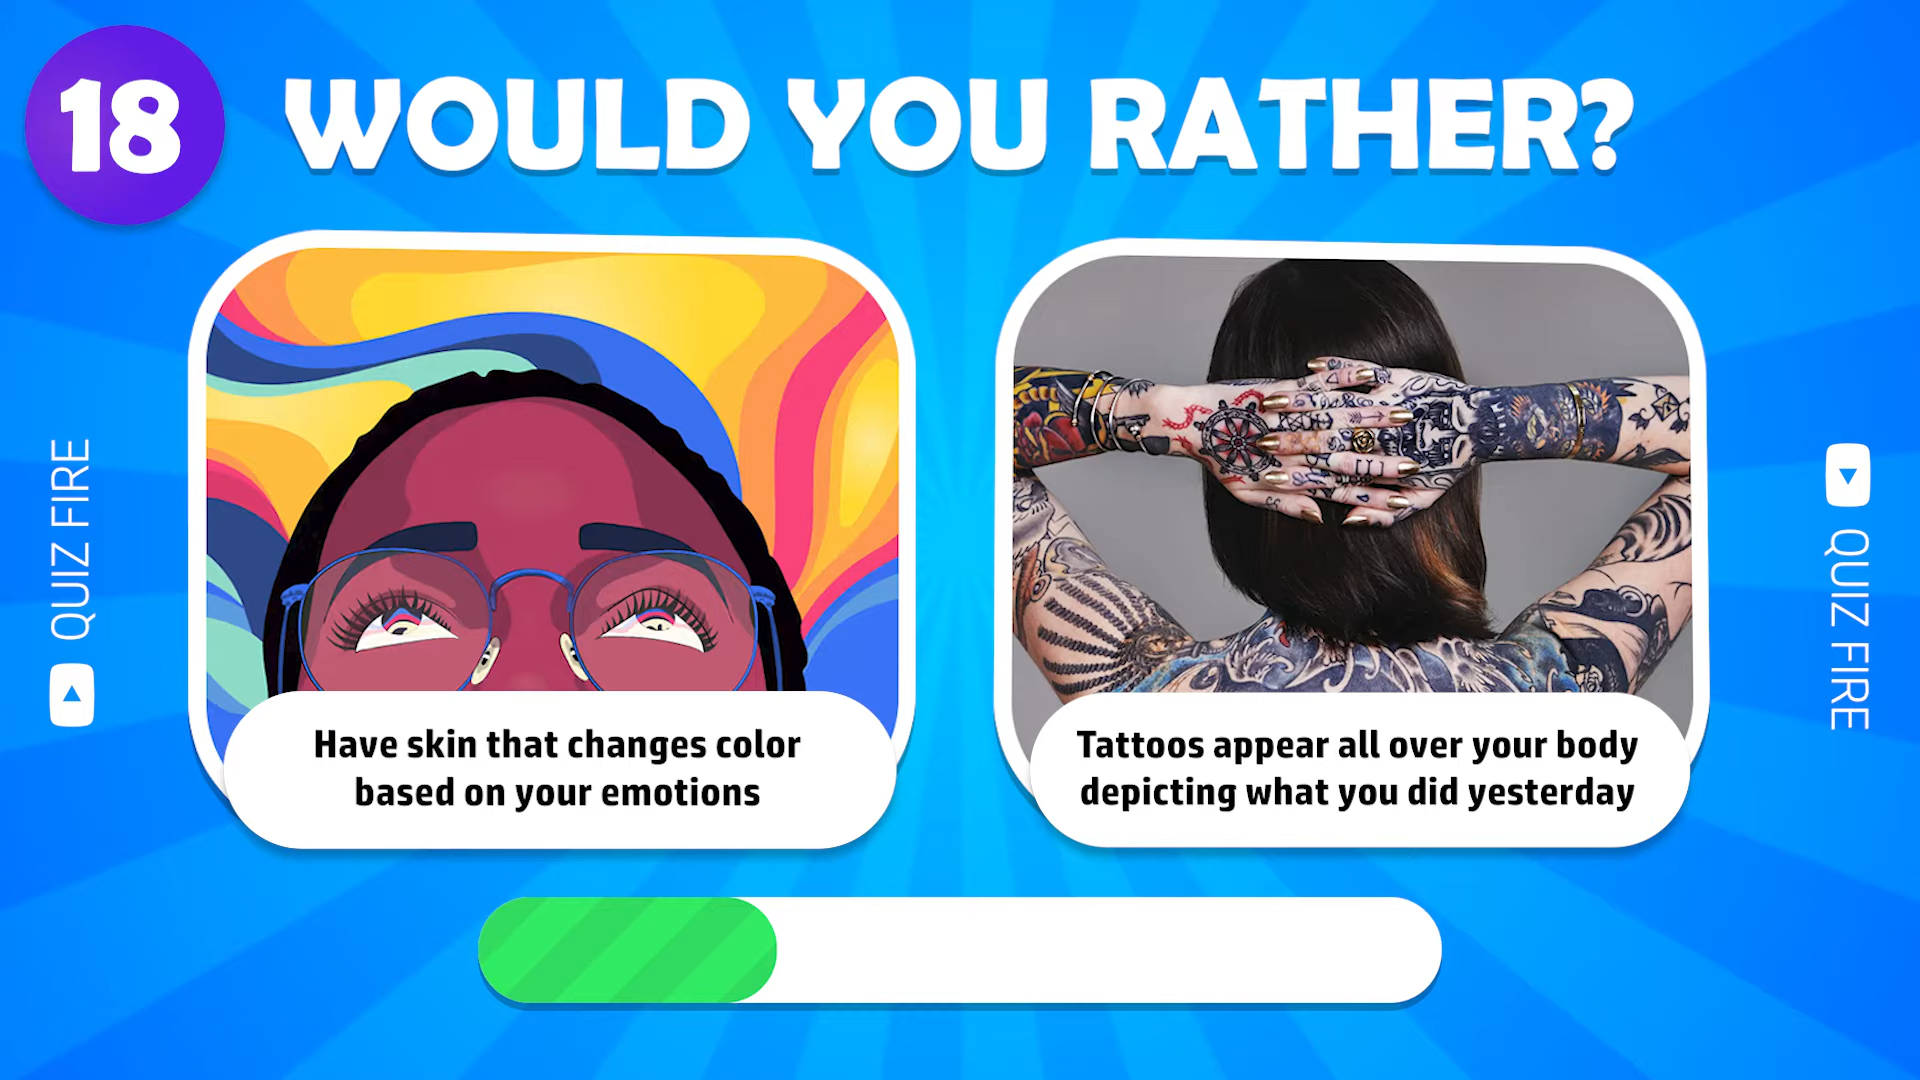 18
WOULD YOU RATHER?
QUIZ FIRE
QUIZ FIRE
Have skin that changes color
based on your emotions
Tattoos appear all over your body
depicting what you did yesterday